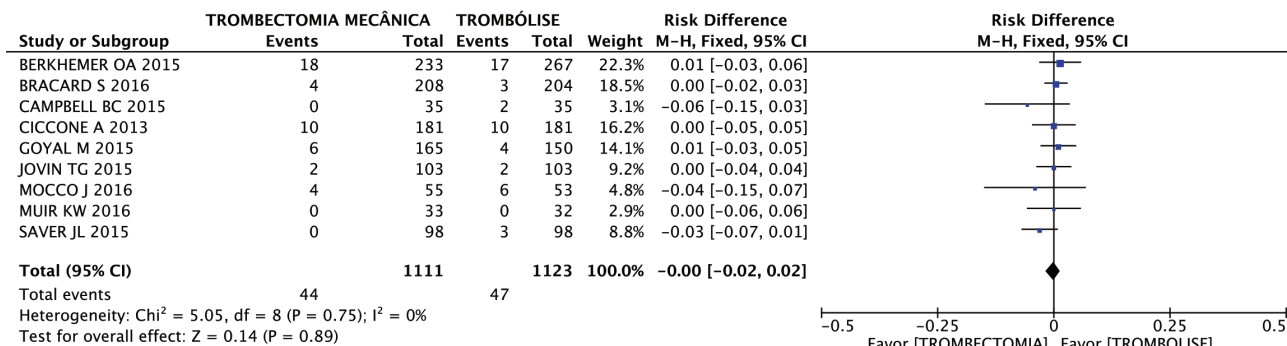 TROMBECTOMIA MECÂNICA TROMBÓLISE Risk Difference Risk Difference
Study or Subgroup Events Total Events Total Weight M-H, Fixed, 95% CI M-H, Fixed, 95% CI
BERKHEMER OA 2015 18 233 17 267 22.3% 0.01 [-0.03, 0.06]
BRACARD S 2016 4 208 3 204 18.5% 0.00 [-0.02, 0.03]
CAMPBELL BC 2015 0 35 2 35 3.1% -0.06 [-0.15, 0.03]
CICCONE A 2013 10 181 10 181 16.2% 0.00 [-0.05, 0.05]
GOYAL M 2015 6 165 4 150 14.1% 0.01 [-0.03, 0.05]
JOVIN TG 2015 2 103 2 103 9.2% 0.00 [-0.04, 0.04]
MOCCO J 2016 4 55 6 53 4.8% -0.04 [-0.15, 0.07]
MUIR KW 2016 0 33 0 32 2.9% 0.00 [-0.06, 0.06]
SAVER JL 2015 0 98 3 98 8.8% -0.03 [-0.07, 0.01]
Total (95% CI) 1111 1123 100.0% -0.00 [-0.02, 0.02]
Total events 44 47
Heterogeneity: Chi² = 5.05, df = 8 (P = 0.75); I² = 0%
Test for overall effect: Z = 0.14 (P = 0.89)
-0.5 -0.25 0 0.25 0.5
Favor [TROMBECTOMIA] Favor [TROMBÓLISE]